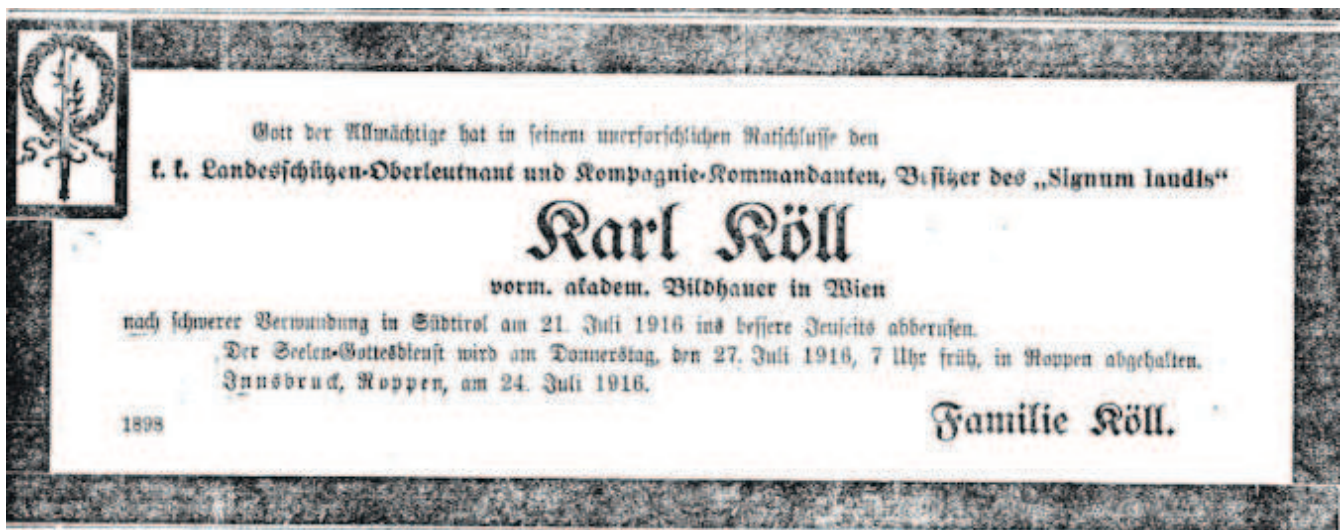 Gott der Allmächtige hat in seinem unerforschlichen Ratschlusse den
k. k. Landesschützen-Oberleutnant und Kompagnie-Kommandanten, Besitzer des „Signum laudis“
Karl Köll
vorm. akadem. Bildhauer in Wien
nach schwerer Verwundung in Südtirol am 21. Juli 1916 ins bessere Jenseits abberufen.
Der Seelen-Gottesdienst wird am Donnerstag, den 27. Juli 1916, 7 Uhr früh, in Roppen abgehalten.
Innsbruck, Roppen, am 24. Juli 1916.
1898
Familie Köll.